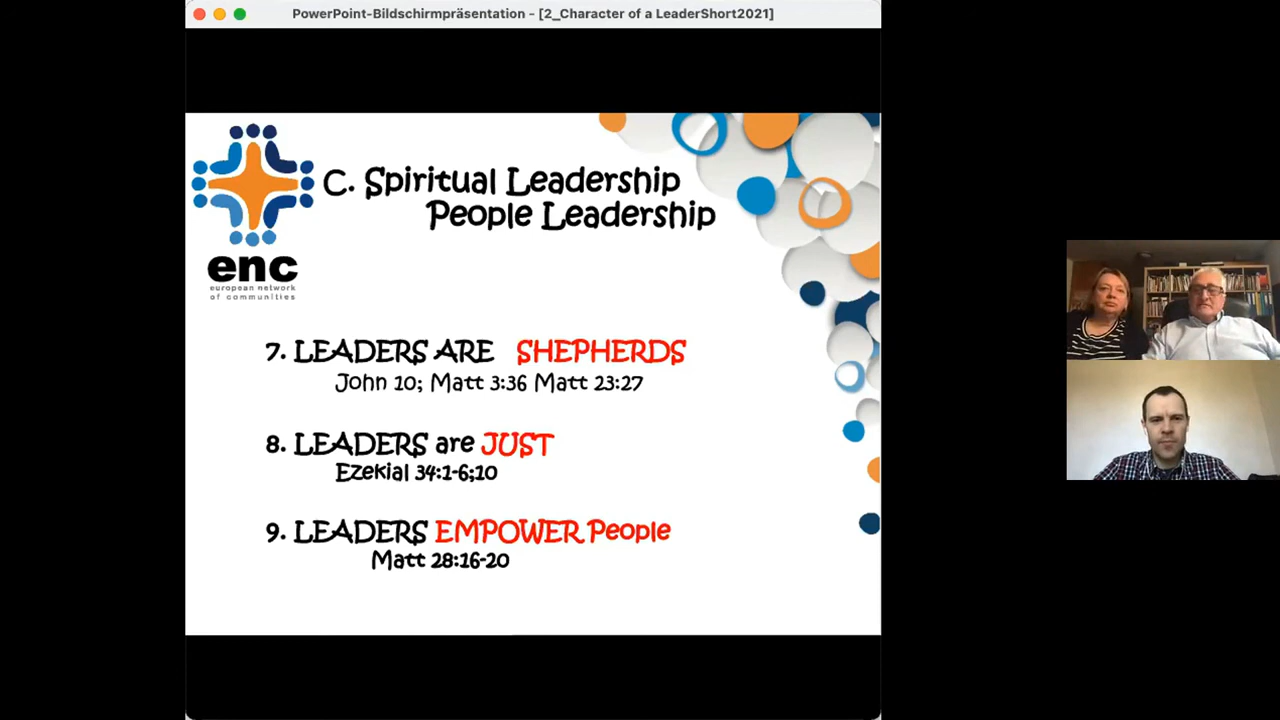 PowerPoint-Bildschirmpräsentation - [2_Character of a LeaderShort2021]
C. Spiritual Leadership
People Leadership
enc
european network
of communities
7. LEADERS ARE SHEPHERDS
John 10; Matt 3:36 Matt 23:27
8. LEADERS are JUST
Ezekial 34:1-6;10
9. LEADERS EMPOWER People
Matt 28:16-20